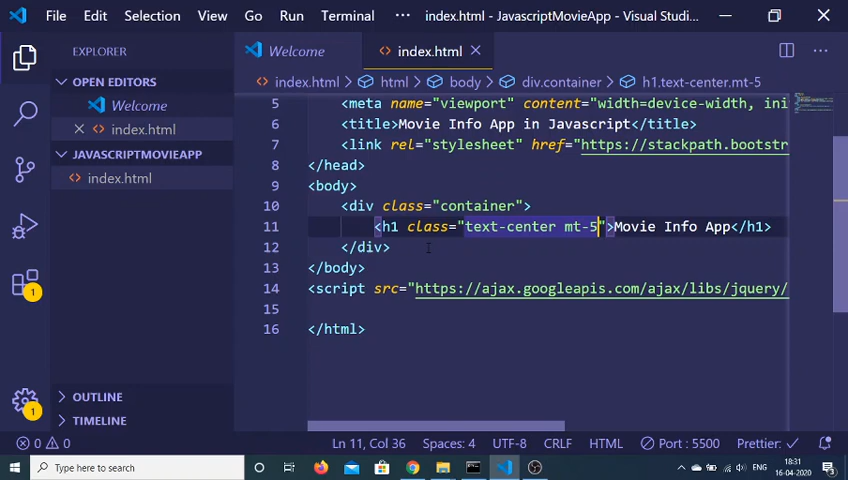 File Edit Selection View Go Run Terminal ··· index.html - JavascriptMovieApp - Visual Studi...
EXPLORER
OPEN EDITORS
Welcome
index.html
JAVASCRIPTMOVIEAPP
index.html
OUTLINE
TIMELINE
1
1
Welcome index.html
index.html html body div.container h1.text-center.mt-5
5 <meta name="viewport" content="width=device-width, ini
6 <title>Movie Info App in Javascript</title>
7 <link rel="stylesheet" href="https://stackpath.bootstr
8 </head>
9 <body>
10 <div class="container">
11 <h1 class="text-center mt-5">Movie Info App</h1>
12 </div>
13 </body>
14 <script src="https://ajax.googleapis.com/ajax/libs/jquery/
15
16 </html>
0 0 Ln 11, Col 36 Spaces: 4 UTF-8 CRLF HTML Port : 5500 Prettier:
Type here to search ENG 18:31
16-04-2020 3